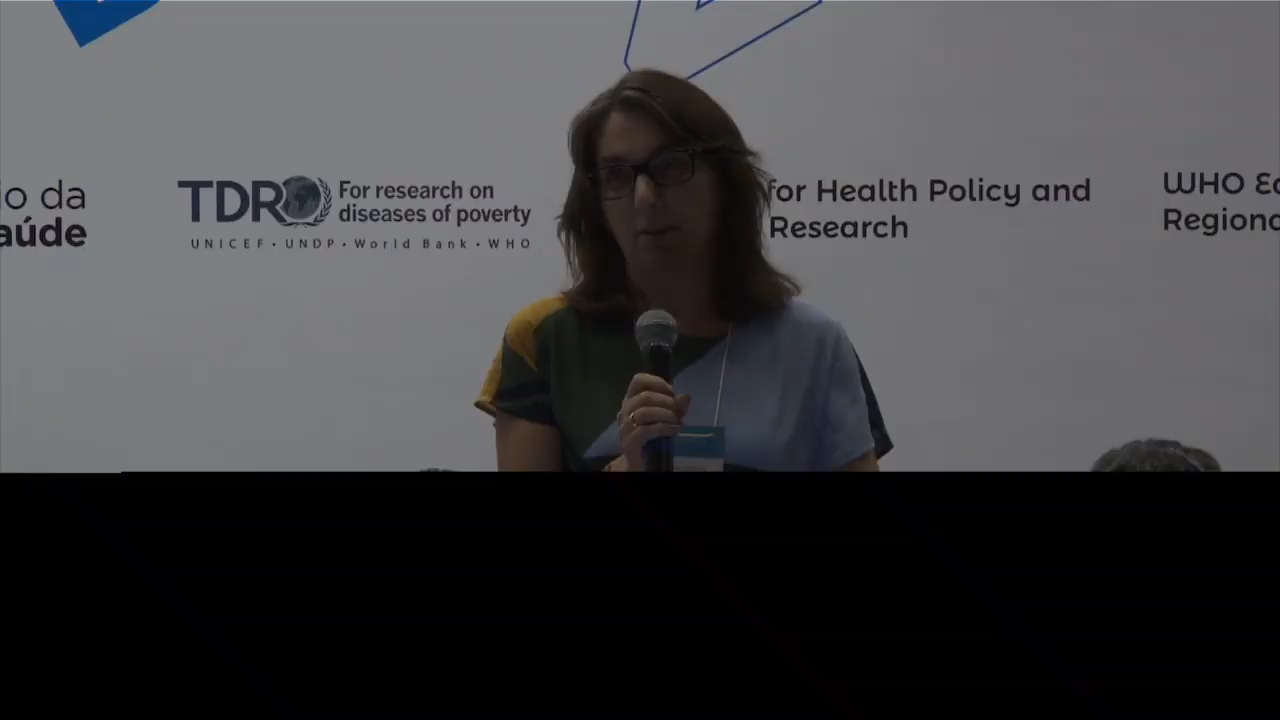 io da
aúde
TDR
For research on
diseases of poverty
UNICEF • UNDP • World Bank • WHO
for Health Policy and
Research
WHO
Regiona